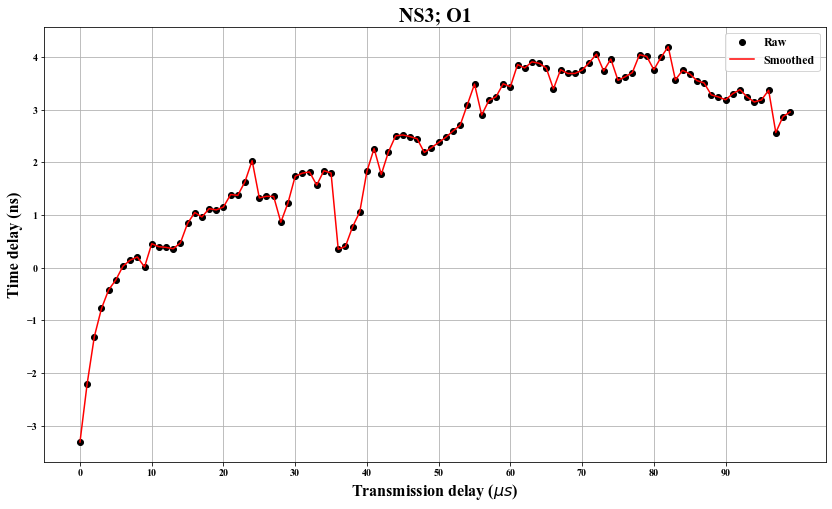 NS3; O1
Raw
Smoothed
Time delay (ns)
4
3
2
1
0
−1
−2
−3
0 10 20 30 40 50 60 70 80 90
Transmission delay (μs)